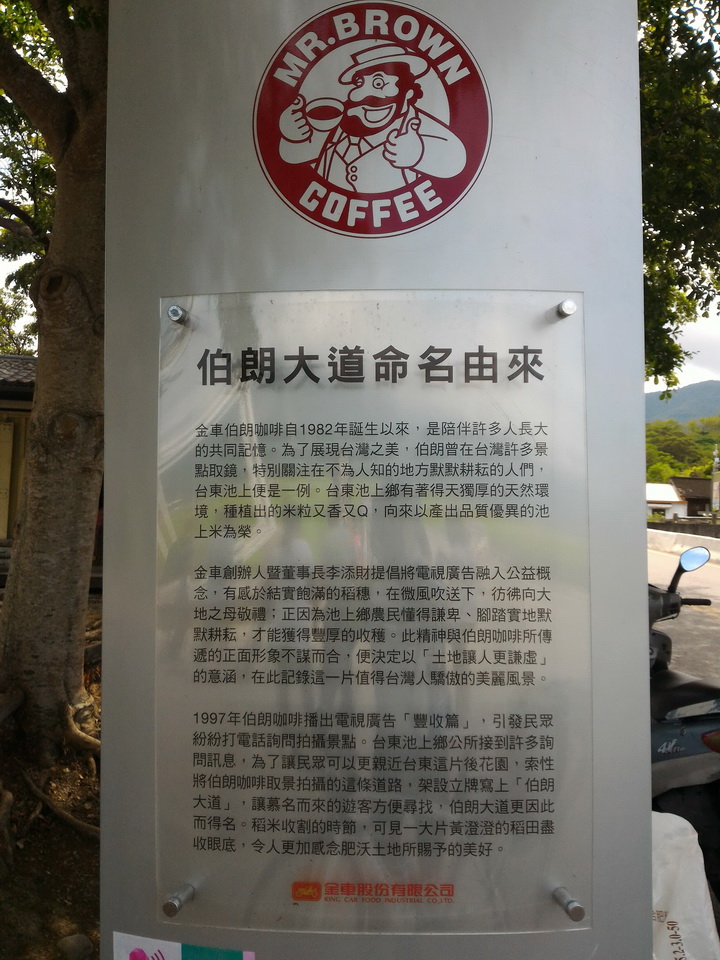 MR.BROWN
COFFEE
伯朗大道命名由來
金車伯朗咖啡自1982年誕生以來，是陪伴許多人長大
的共同記憶。為了展現台灣之美，伯朗曾在台灣許多景
點取鏡，特別關注在不為人知的地方默默耕耘的人們，
台東池上便是一例。台東池上鄉有著得天獨厚的天然環
境，種植出的米粒又香又Q，向來以產出品質優異的池
上米為榮。
金車創辦人暨董事長李添財提倡將電視廣告融入公益概
念，有感於結實飽滿的稻穗，在微風吹送下，彷彿向大
地之母敬禮；正因為池上鄉農民懂得謙卑、腳踏實地默
默耕耘，才能獲得豐厚的收穫。此精神與伯朗咖啡所傳
遞的正面形象不謀而合，便決定以「土地讓人更謙虛」
的意涵，在此記錄這一片值得台灣人驕傲的美麗風景。
1997年伯朗咖啡播出電視廣告「豐收篇」，引發民眾
紛紛打電話詢問拍攝景點。台東池上鄉公所接到許多詢
問訊息，為了讓民眾可以更親近台東這片後花園，索性
將伯朗咖啡取景拍攝的這條道路，架設立牌寫上「伯朗
大道」，讓慕名而來的遊客方便尋找，伯朗大道更因此
而得名。稻米收割的時節，可見一大片黃澄澄的稻田盡
收眼底，令人更加感念肥沃土地所賜予的美好。
金車股份有限公司
KING CAR FOOD INDUSTRIAL CO.,LTD.
5.2-3.0-50